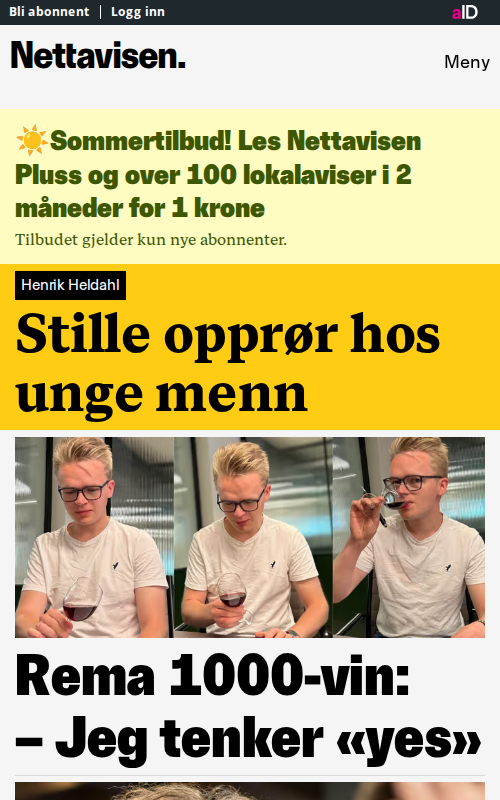 Bli abonnent
Logg inn
aID
Nettavisen.
Meny
☀️Sommertilbud! Les Nettavisen
Pluss og over 100 lokalaviser i 2
måneder for 1 krone
Tilbudet gjelder kun nye abonnenter.
Henrik Heldahl
Stille opprør hos
unge menn
Rema 1000-vin:
– Jeg tenker «yes»